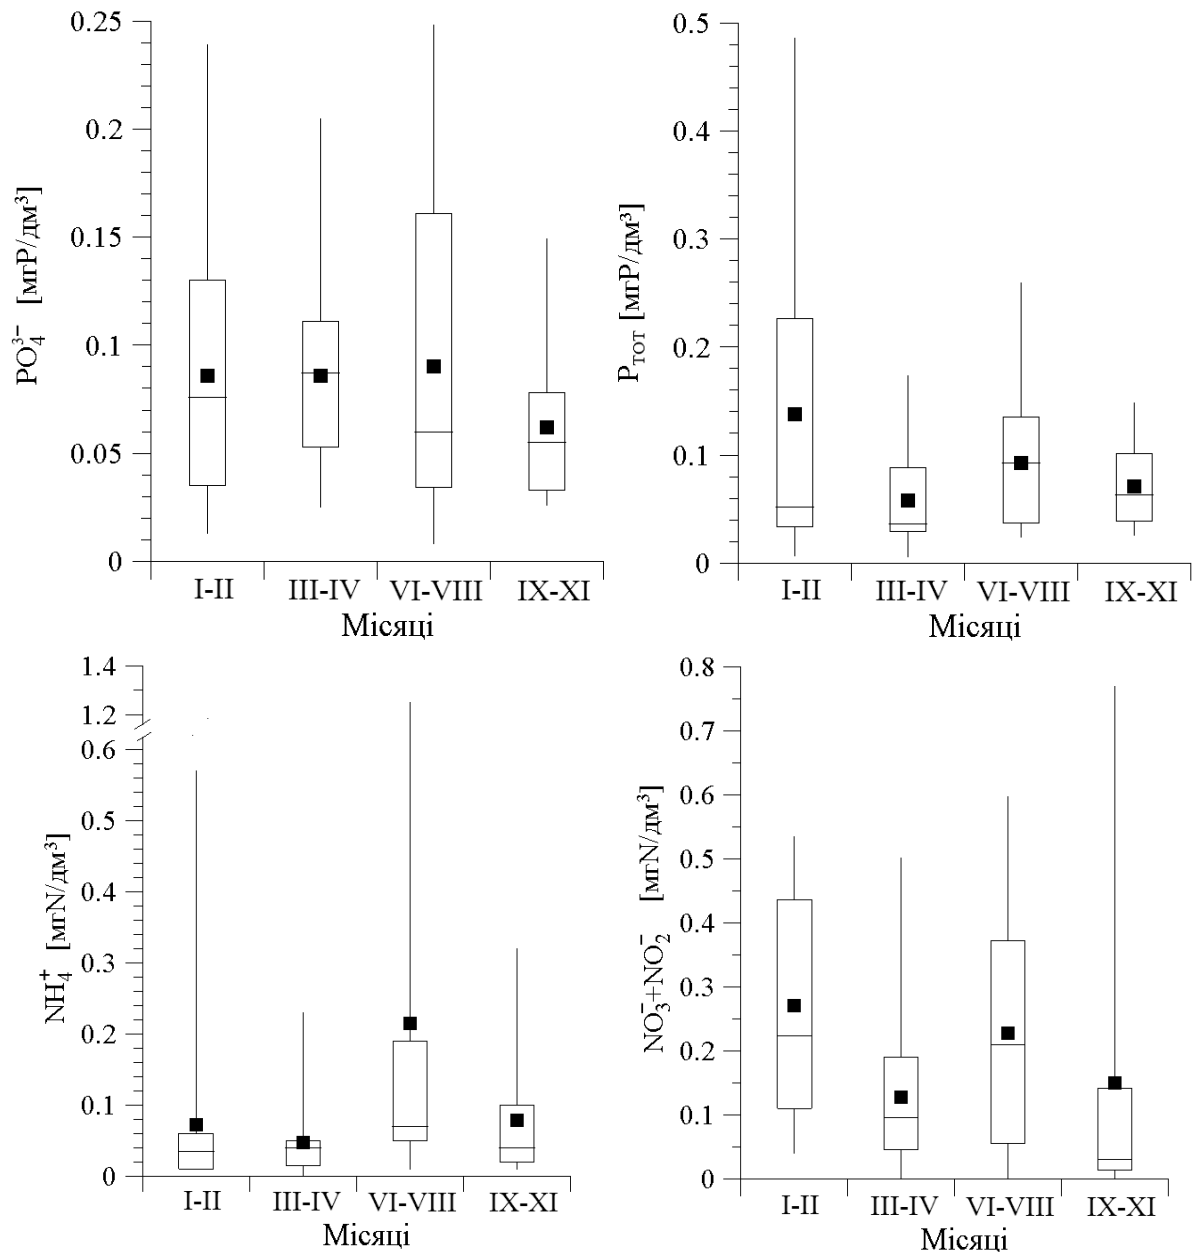 0.25
0.2
0.15
0.1
0.05
0
PO₄³⁻ [мгP/дм³]
I-II III-IV VI-VIII IX-XI
Місяці
0.5
0.4
0.3
0.2
0.1
0
PТОТ [мгP/дм³]
I-II III-IV VI-VIII IX-XI
Місяці
1.4
1.2
0.6
0.5
0.4
0.3
0.2
0.1
0
NH₄⁺ [мгN/дм³]
I-II III-IV VI-VIII IX-XI
Місяці
0.8
0.7
0.6
0.5
0.4
0.3
0.2
0.1
0
NO₃⁻+NO₂⁻ [мгN/дм³]
I-II III-IV VI-VIII IX-XI
Місяці